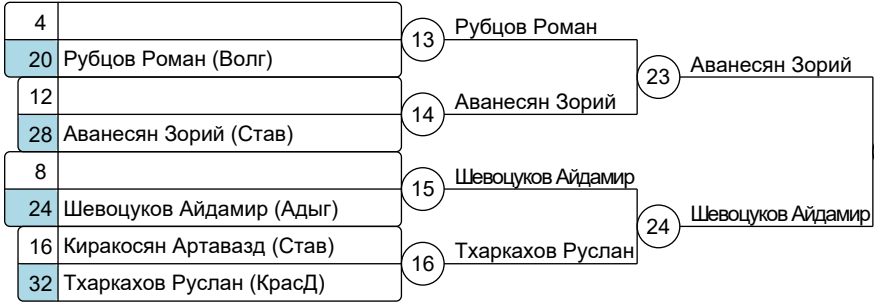 4
20 Рубцов Роман (Волг)
12
28 Аванесян Зорий (Став)
8
24 Шевоцуков Айдамир (Адыг)
16 Киракосян Артавазд (Став)
32 Тхаркахов Руслан (КрасД)
13 Рубцов Роман
14 Аванесян Зорий
15 Шевоцуков Айдамир
16 Тхаркахов Руслан
23 Аванесян Зорий
24 Шевоцуков Айдамир